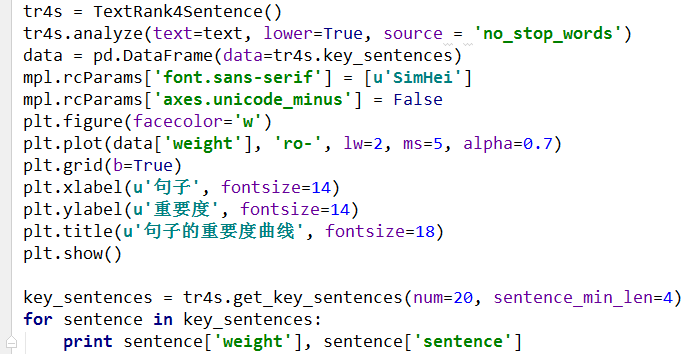 tr4s = TextRank4Sentence()
tr4s.analyze(text=text, lower=True, source = 'no_stop_words')
data = pd.DataFrame(data=tr4s.key_sentences)
mpl.rcParams['font.sans-serif'] = [u'SimHei']
mpl.rcParams['axes.unicode_minus'] = False
plt.figure(facecolor='w')
plt.plot(data['weight'], 'ro-', lw=2, ms=5, alpha=0.7)
plt.grid(b=True)
plt.xlabel(u'句子', fontsize=14)
plt.ylabel(u'重要度', fontsize=14)
plt.title(u'句子的重要度曲线', fontsize=18)
plt.show()

key_sentences = tr4s.get_key_sentences(num=20, sentence_min_len=4)
for sentence in key_sentences:
    print sentence['weight'], sentence['sentence']